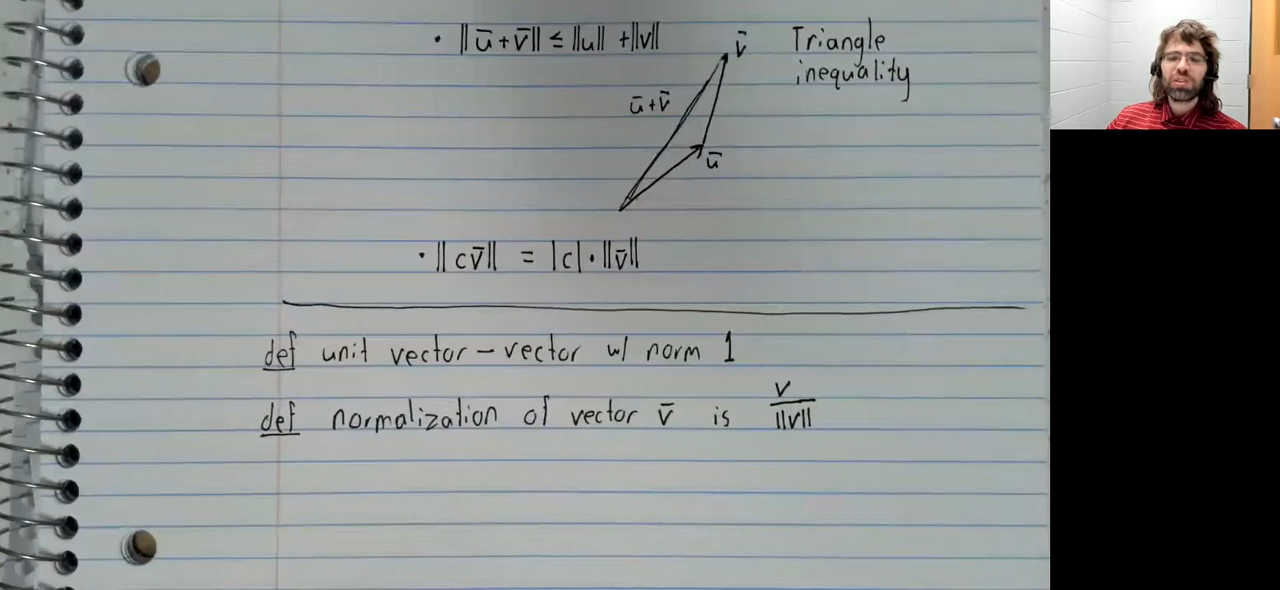 • ‖ū+v̄‖ ≤ ‖u‖ +‖v‖
v̄
Triangle
inequality
ū+v̄
ū
• ‖cv̄‖ = |c|·‖v̄‖
def unit vector – vector w/ norm 1
def normalization of vector v̄ is v/‖v‖